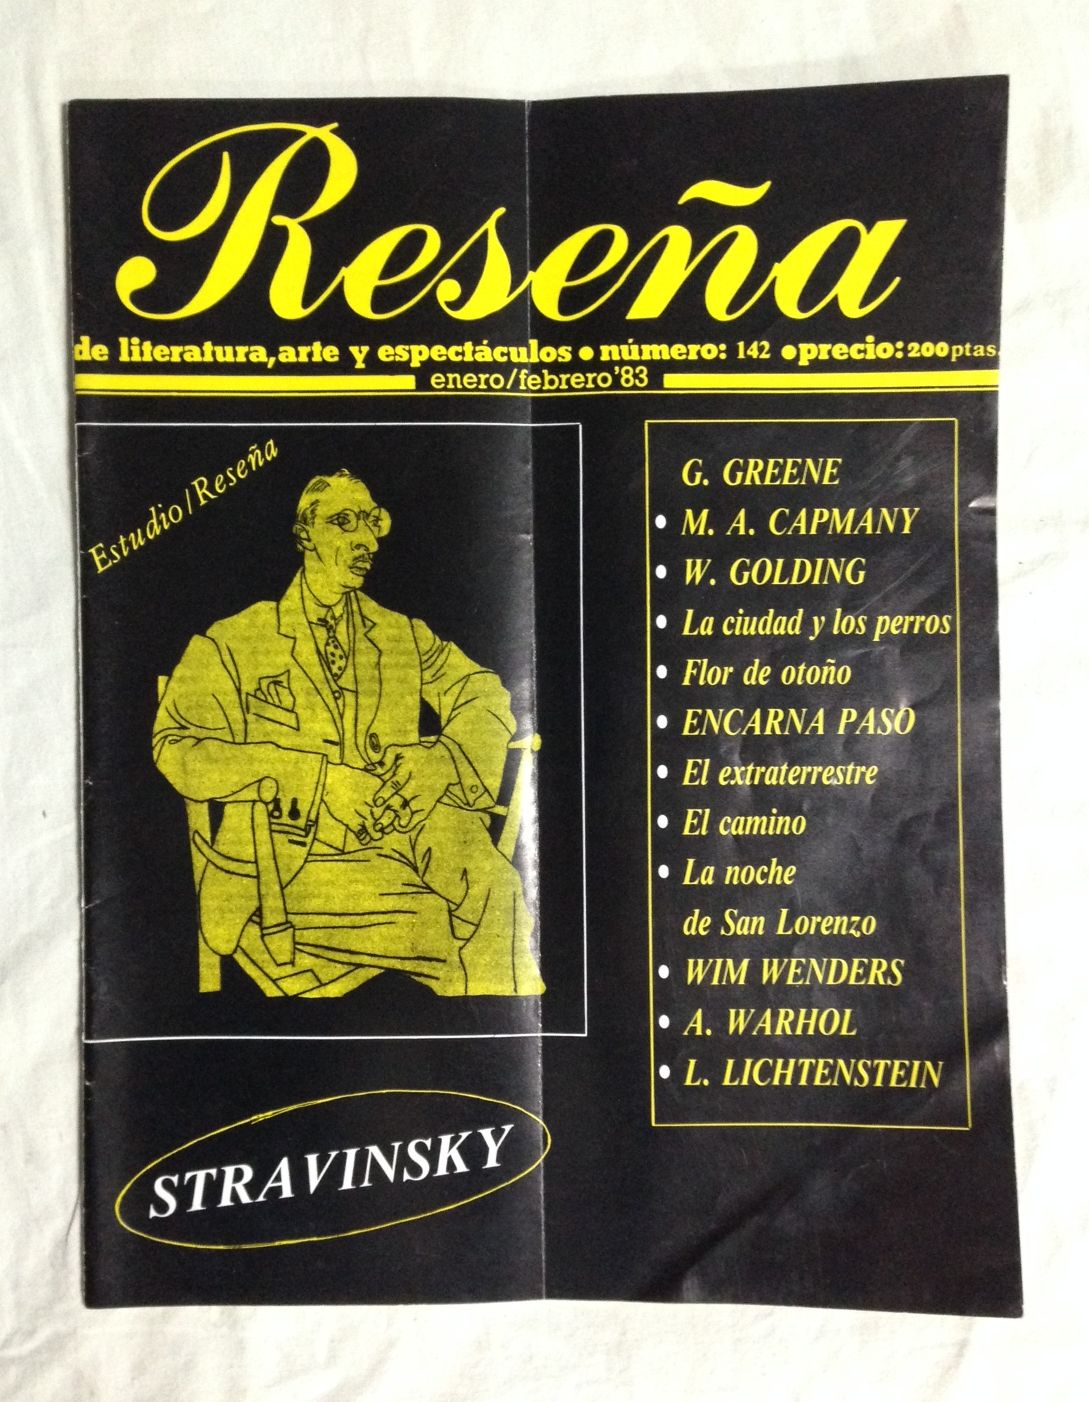 Reseña
de literatura, arte y espectáculos ● número: 142 ● precio: 200 ptas.
enero/febrero'83
Estudio/Reseña
STRAVINSKY
G. GREENE
• M. A. CAPMANY
• W. GOLDING
• La ciudad y los perros
• Flor de otoño
• ENCARNA PASO
• El extraterrestre
• El camino
• La noche
de San Lorenzo
• WIM WENDERS
• A. WARHOL
• L. LICHTENSTEIN